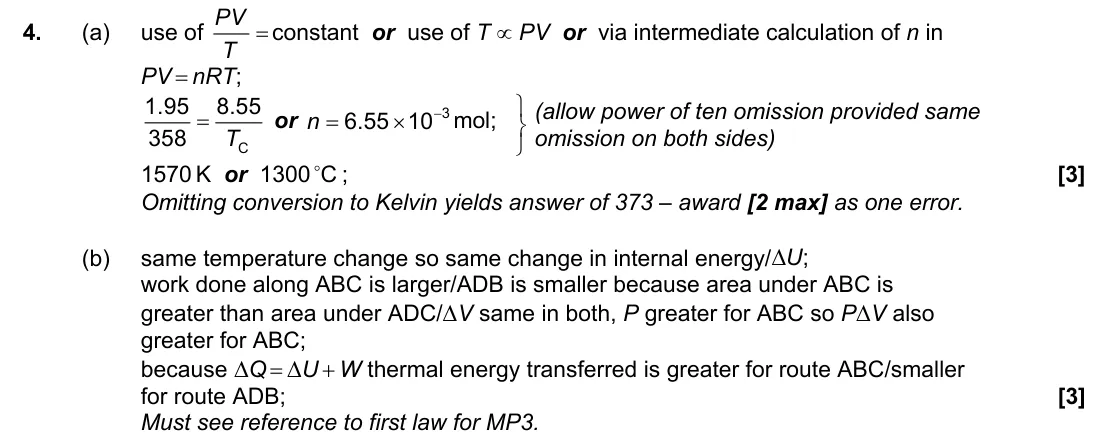 4. (a) use of PV/T = constant or use of T ∝ PV or via intermediate calculation of n in
PV = nRT;
1.95/358 = 8.55/T_C or n = 6.55 × 10⁻³ mol; } (allow power of ten omission provided same
omission on both sides)
1570 K or 1300 °C ; [3]
Omitting conversion to Kelvin yields answer of 373 – award [2 max] as one error.
(b) same temperature change so same change in internal energy/ΔU;
work done along ABC is larger/ADB is smaller because area under ABC is
greater than area under ADC/ΔV same in both, P greater for ABC so PΔV also
greater for ABC;
because ΔQ = ΔU + W thermal energy transferred is greater for route ABC/smaller
for route ADB; [3]
Must see reference to first law for MP3.